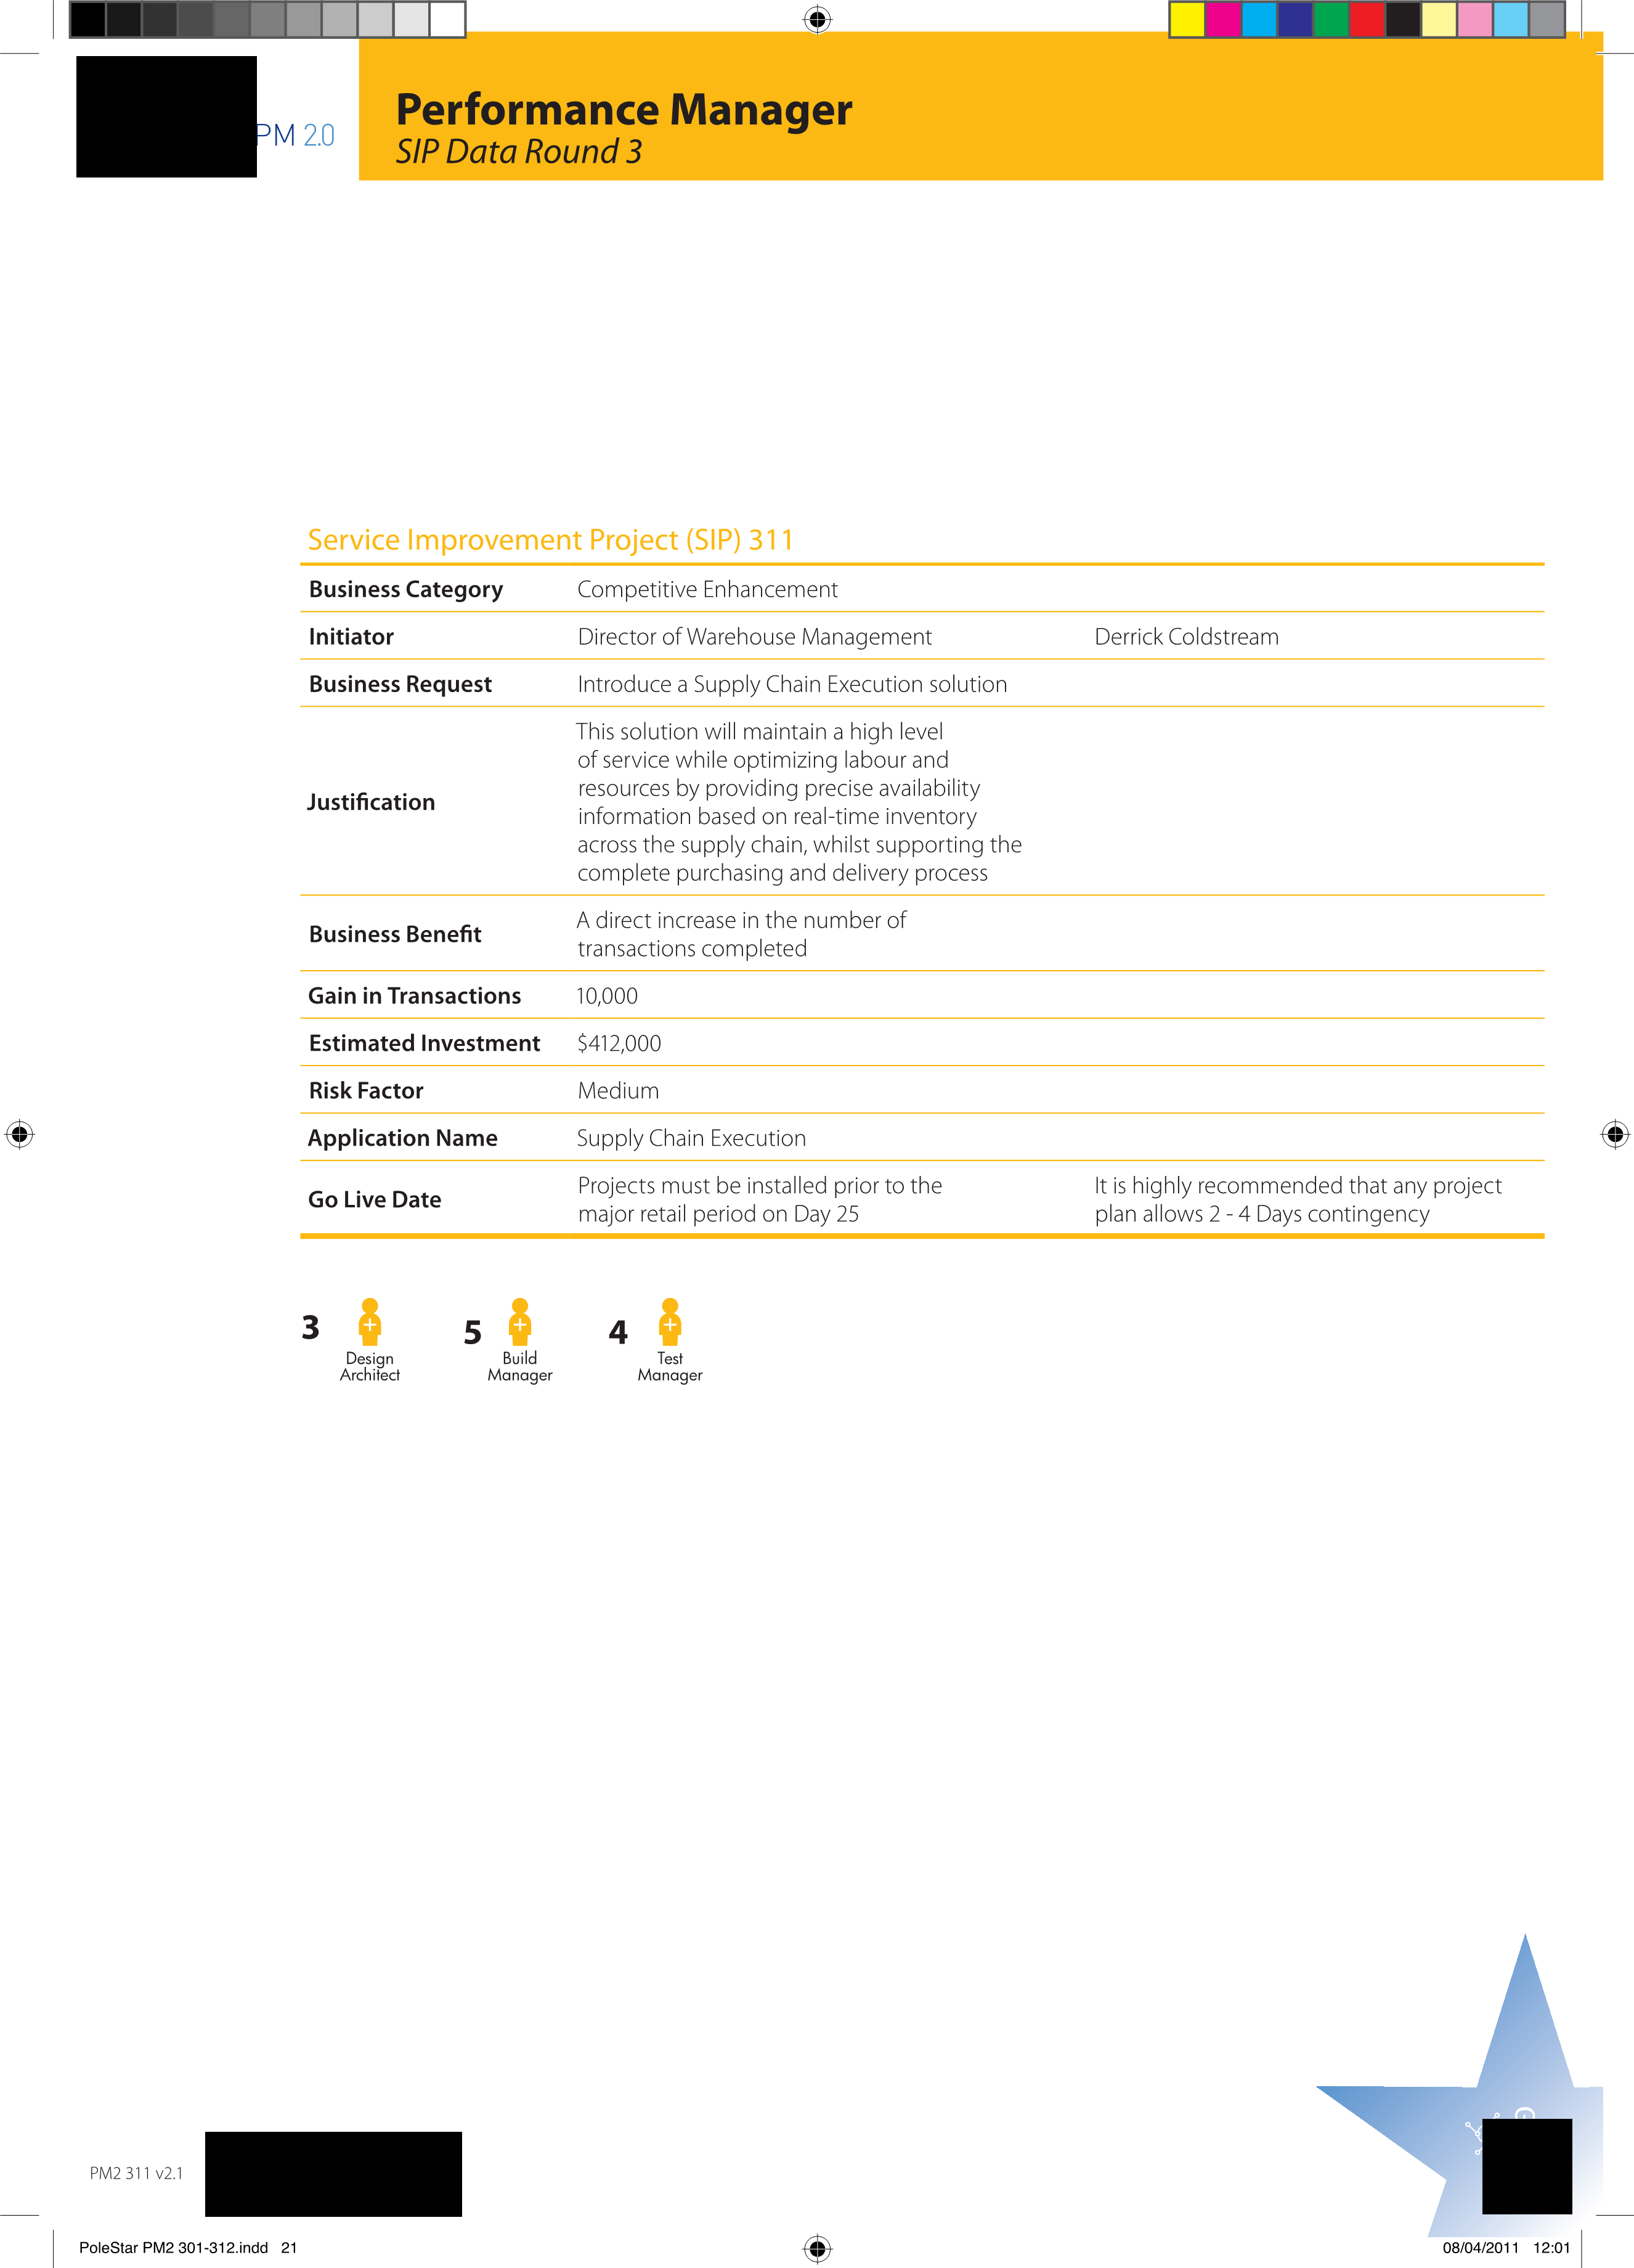 PM 2.0
Performance Manager
SIP Data Round 3
Service Improvement Project (SIP) 311
Business Category Competitive Enhancement
Initiator Director of Warehouse Management Derrick Coldstream
Business Request Introduce a Supply Chain Execution solution
Justification
This solution will maintain a high level
of service while optimizing labour and
resources by providing precise availability
information based on real-time inventory
across the supply chain, whilst supporting the
complete purchasing and delivery process
Business Benefit
A direct increase in the number of
transactions completed
Gain in Transactions 10,000
Estimated Investment $412,000
Risk Factor Medium
Application Name Supply Chain Execution
Go Live Date
Projects must be installed prior to the
major retail period on Day 25
It is highly recommended that any project
plan allows 2 - 4 Days contingency
3
Design
Architect
5
Build
Manager
4
Test
Manager
PM2 311 v2.1
PoleStar PM2 301-312.indd 21
08/04/2011 12:01